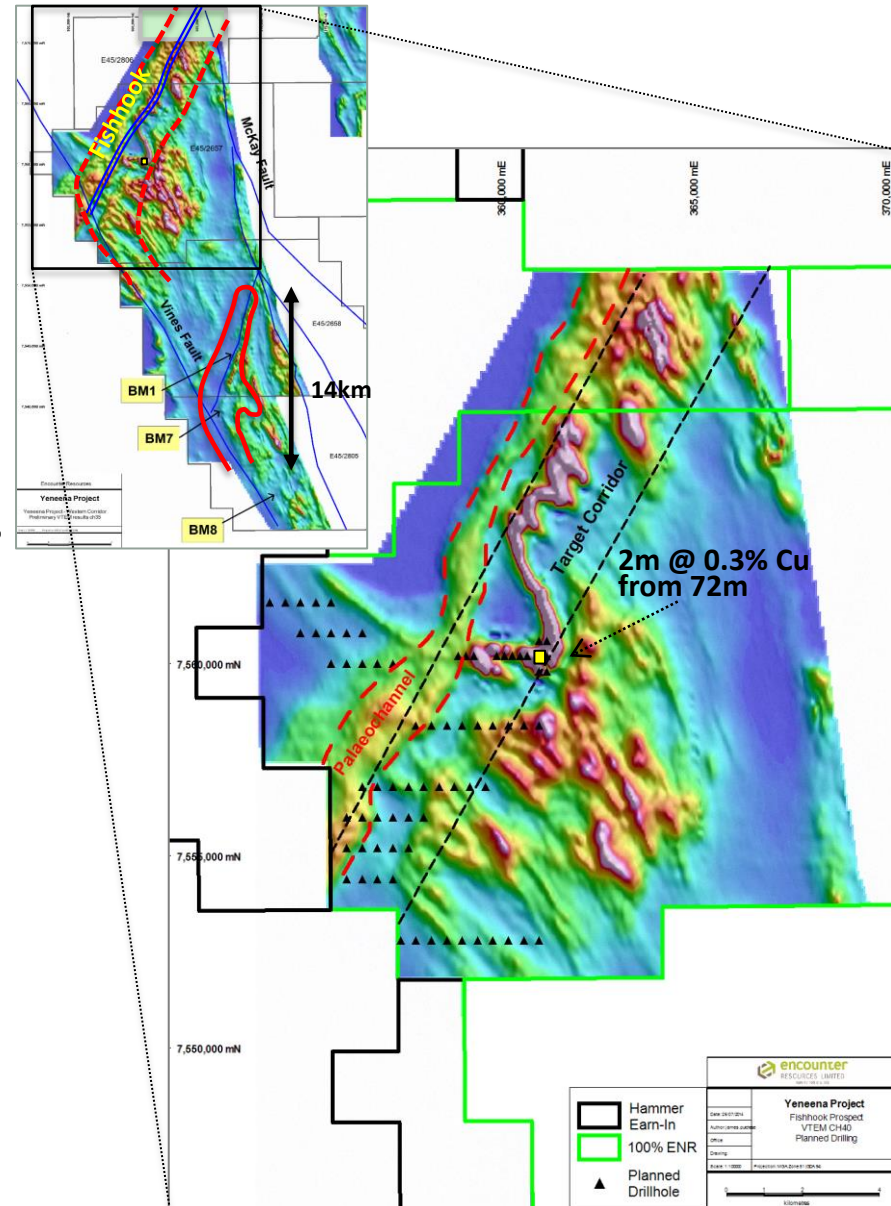 E45/2806
Fishhook
McKay Fault
E45/2657
Vines Fault
E45/2658
BM1
14km
BM7
E45/2805
BM8
Encounter Resources
Yeneena Project
360,000 mE
365,000 mE
370,000 mE
Target Corridor
2m @ 0.3% Cu
from 72m
7,560,000 mN
Palaeochannel
7,555,000 mN
7,550,000 mN
Hammer
Earn-In
100% ENR
Planned
Drillhole
encounter
RESOURCES LIMITED
Yeneena Project
Fishhook Prospect
VTEM CH40
Planned Drilling
kilometres